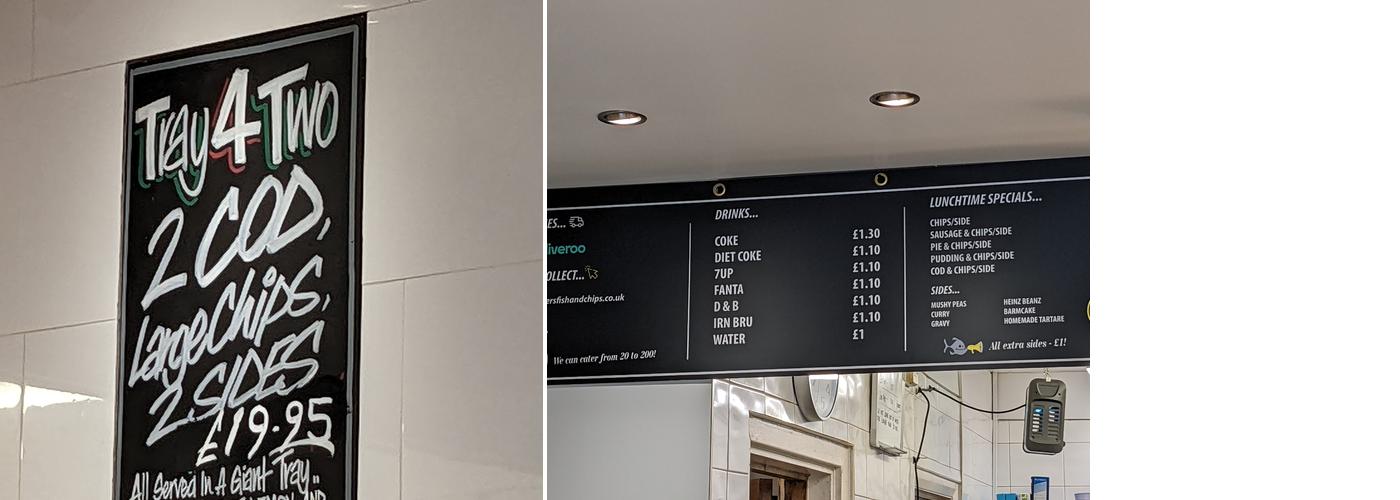 Tray 4 Two
2 COD,
Large Chips,
2 SIDES
£19.95
All Served In A Giant Tray..
AND
ES...
iveroo
OLLECT...
ersfishandchips.co.uk
We can cater from 20 to 200!
DRINKS...
COKE £1.30
DIET COKE £1.10
7UP £1.10
FANTA £1.10
D & B £1.10
IRN BRU £1.10
WATER £1
LUNCHTIME SPECIALS...
CHIPS/SIDE
SAUSAGE & CHIPS/SIDE
PIE & CHIPS/SIDE
PUDDING & CHIPS/SIDE
COD & CHIPS/SIDE
SIDES...
MUSHY PEAS HEINZ BEANZ
CURRY BARMCAKE
GRAVY HOMEMADE TARTARE
All extra sides - £1!